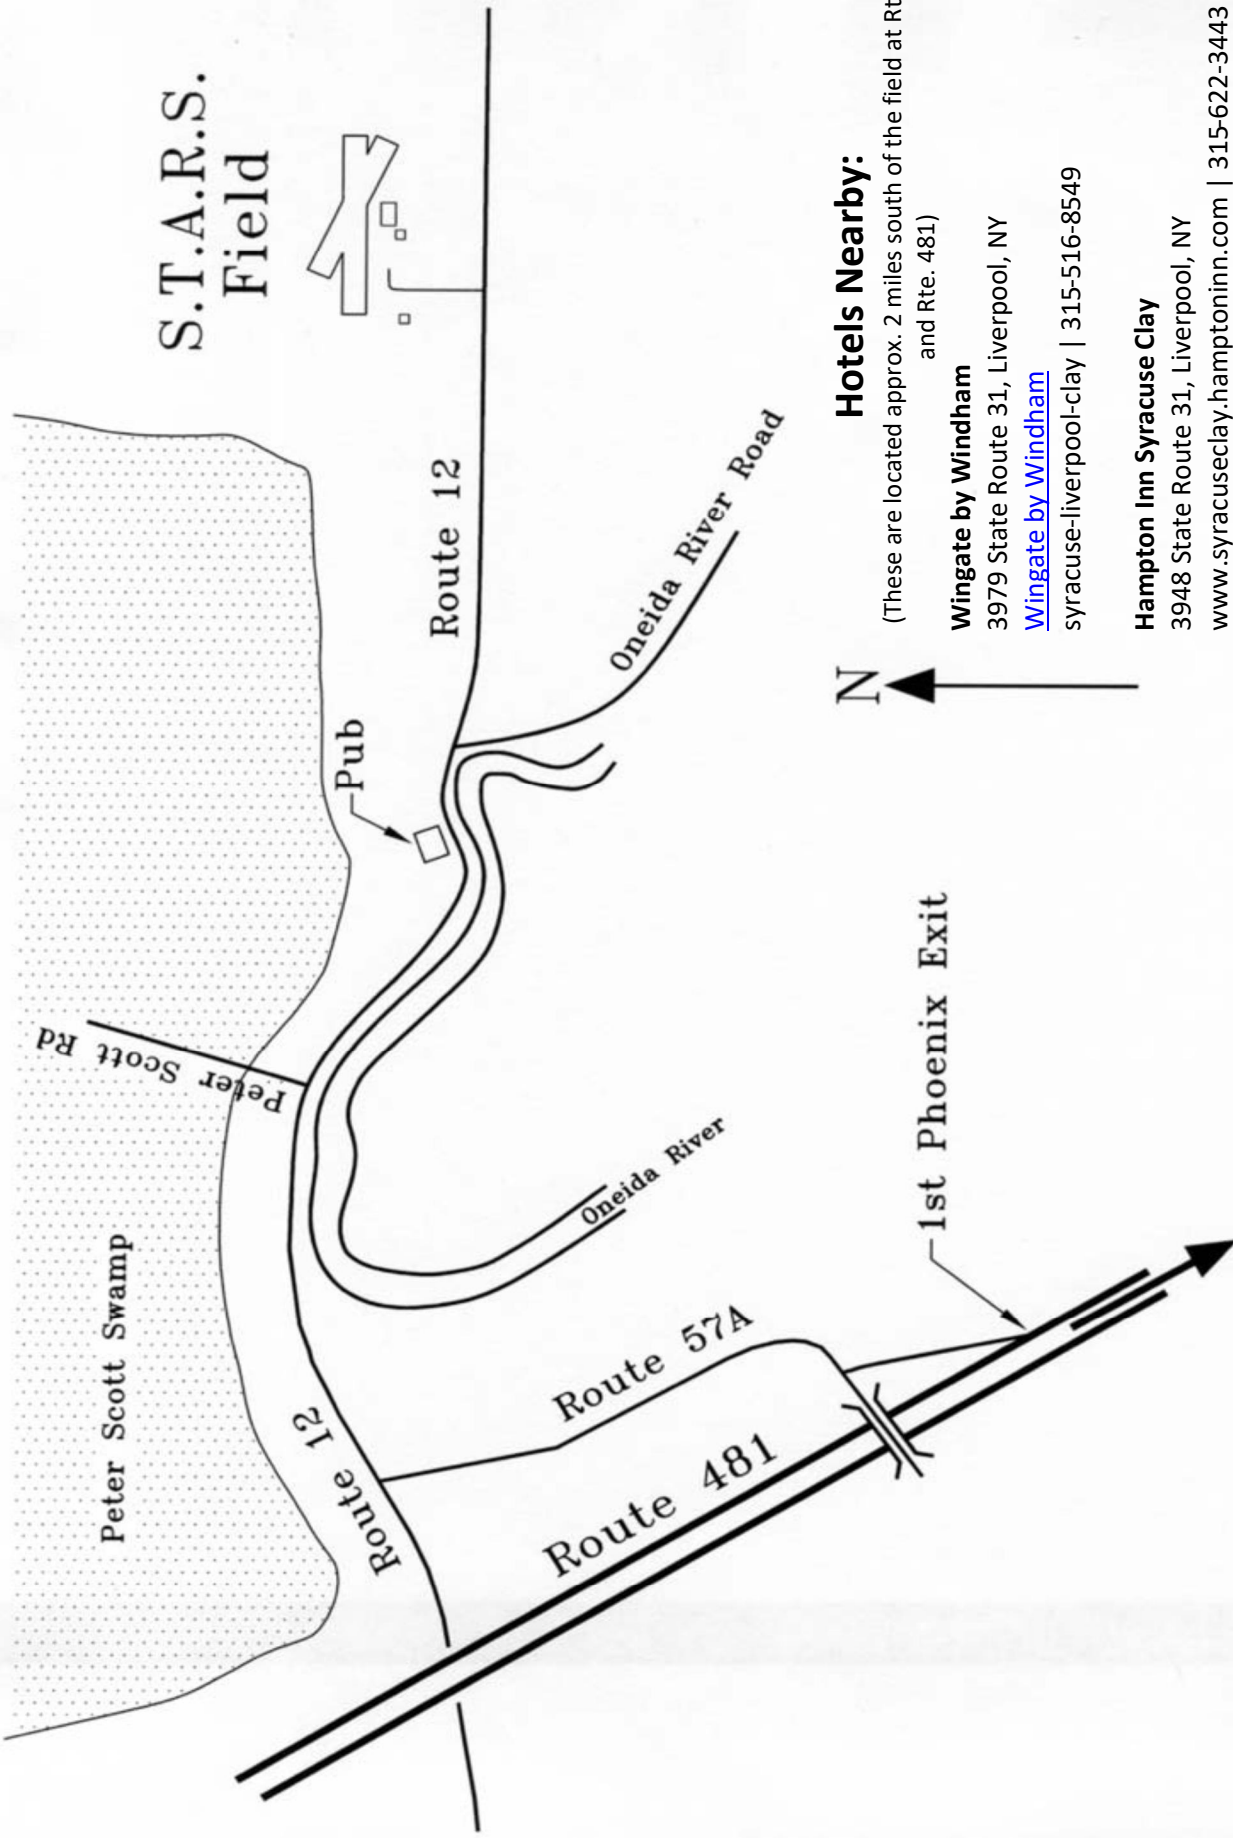 Peter Scott Swamp
Peter Scott Rd
S.T.A.R.S.
Field
Route 12
Pub
Route 12
Oneida River Road
Oneida River
Route 57A
Route 481
N
1st Phoenix Exit
Hotels Nearby:
(These are located approx. 2 miles south of the field at Rt
and Rte. 481)
Wingate by Windham
3979 State Route 31, Liverpool, NY
Wingate by Windham
syracuse-liverpool-clay | 315-516-8549
Hampton Inn Syracuse Clay
3948 State Route 31, Liverpool, NY
www.syracuseclay.hamptoninn.com | 315-622-3443